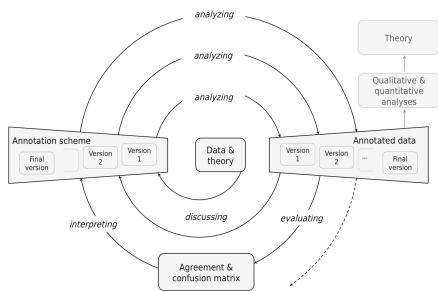 analyzing
Theory
analyzing
Qualitative &
quantitative
analyses
analyzing
Annotation scheme
Final
version
Version
2
Version
1
Data &
theory
Annotated data
Version
1
Version
2
...
Final
version
interpreting
discussing
evaluating
Agreement &
confusion matrix